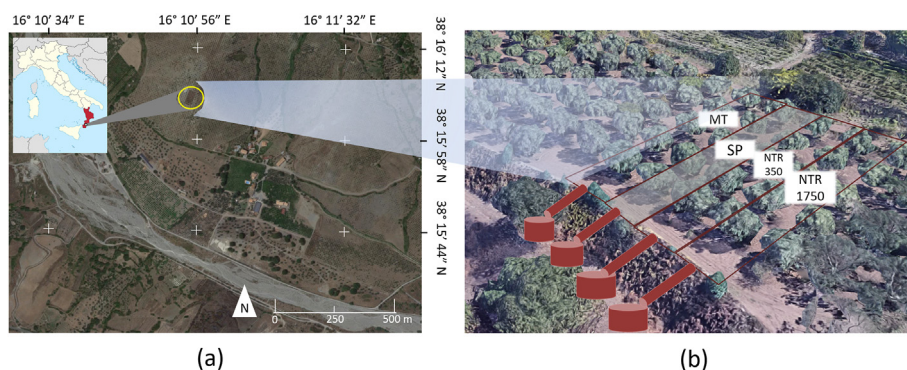 16° 10′ 34″ E
16° 10′ 56″ E
16° 11′ 32″ E
38° 16′ 12″ N
38° 15′ 58″ N
38° 15′ 44″ N
N
0
250
500 m
(a)
MT
SP
NTR
350
NTR
1750
(b)